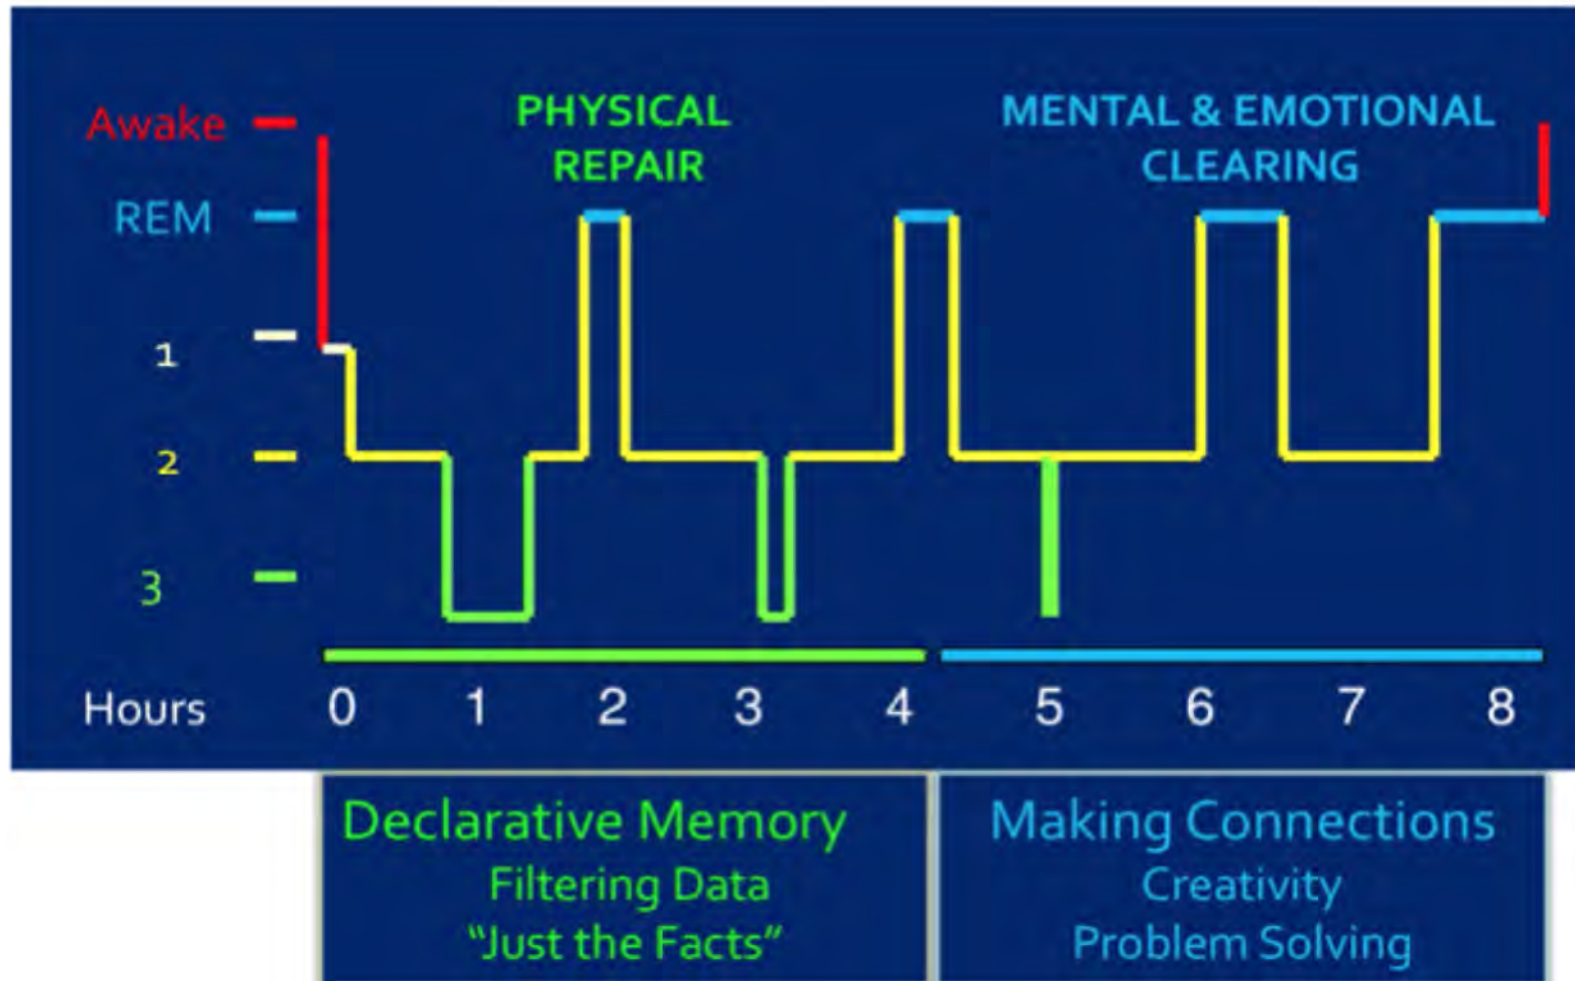 PHYSICAL
REPAIR
MENTAL & EMOTIONAL
CLEARING
Awake
REM
1
2
3
Hours 0 1 2 3 4 5 6 7 8
Declarative Memory
Filtering Data
“Just the Facts”
Making Connections
Creativity
Problem Solving